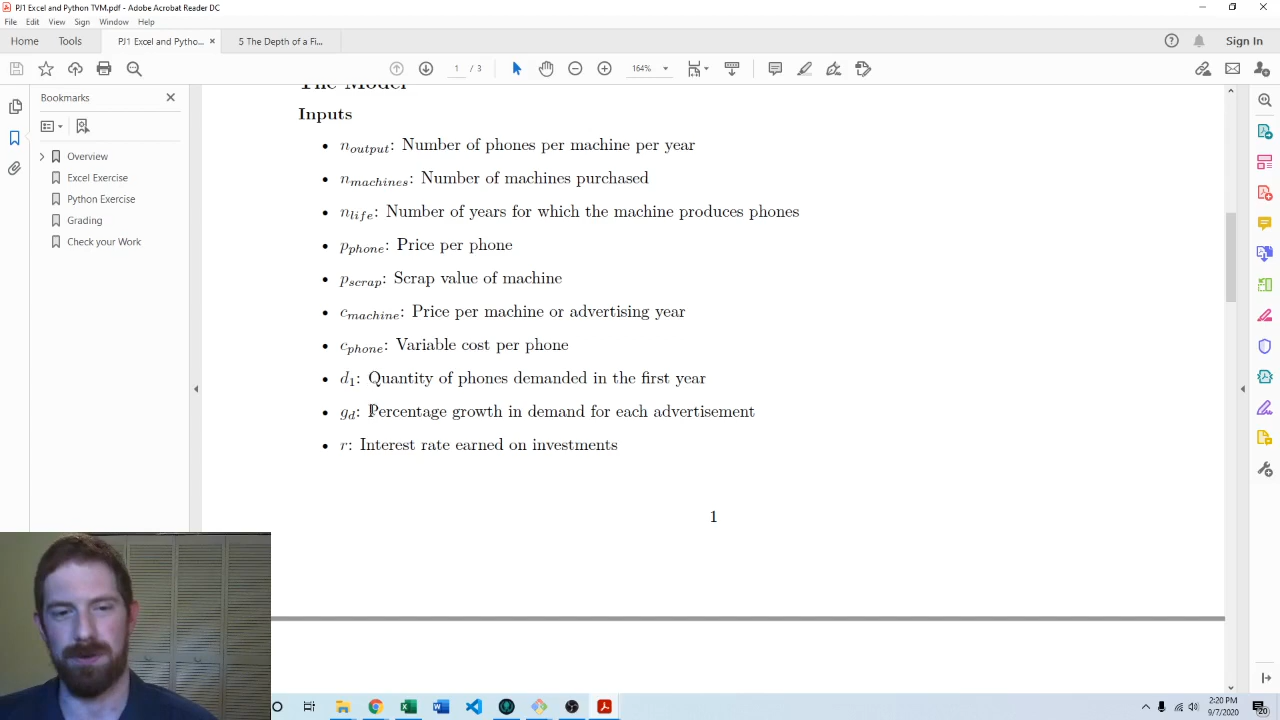 PJ1 Excel and Python TVM.pdf - Adobe Acrobat Reader DC
File Edit View Sign Window Help
Home Tools PJ1 Excel and Pytho... × 5 The Depth of a Fi... Sign In
1 / 3 164%
Bookmarks
Overview
Excel Exercise
Python Exercise
Grading
Check your Work
The Model
Inputs
• n_output: Number of phones per machine per year
• n_machines: Number of machines purchased
• n_life: Number of years for which the machine produces phones
• p_phone: Price per phone
• p_scrap: Scrap value of machine
• c_machine: Price per machine or advertising year
• c_phone: Variable cost per phone
• d_1: Quantity of phones demanded in the first year
• g_d: Percentage growth in demand for each advertisement
• r: Interest rate earned on investments
1
2:20 PM
9/7/2020
20